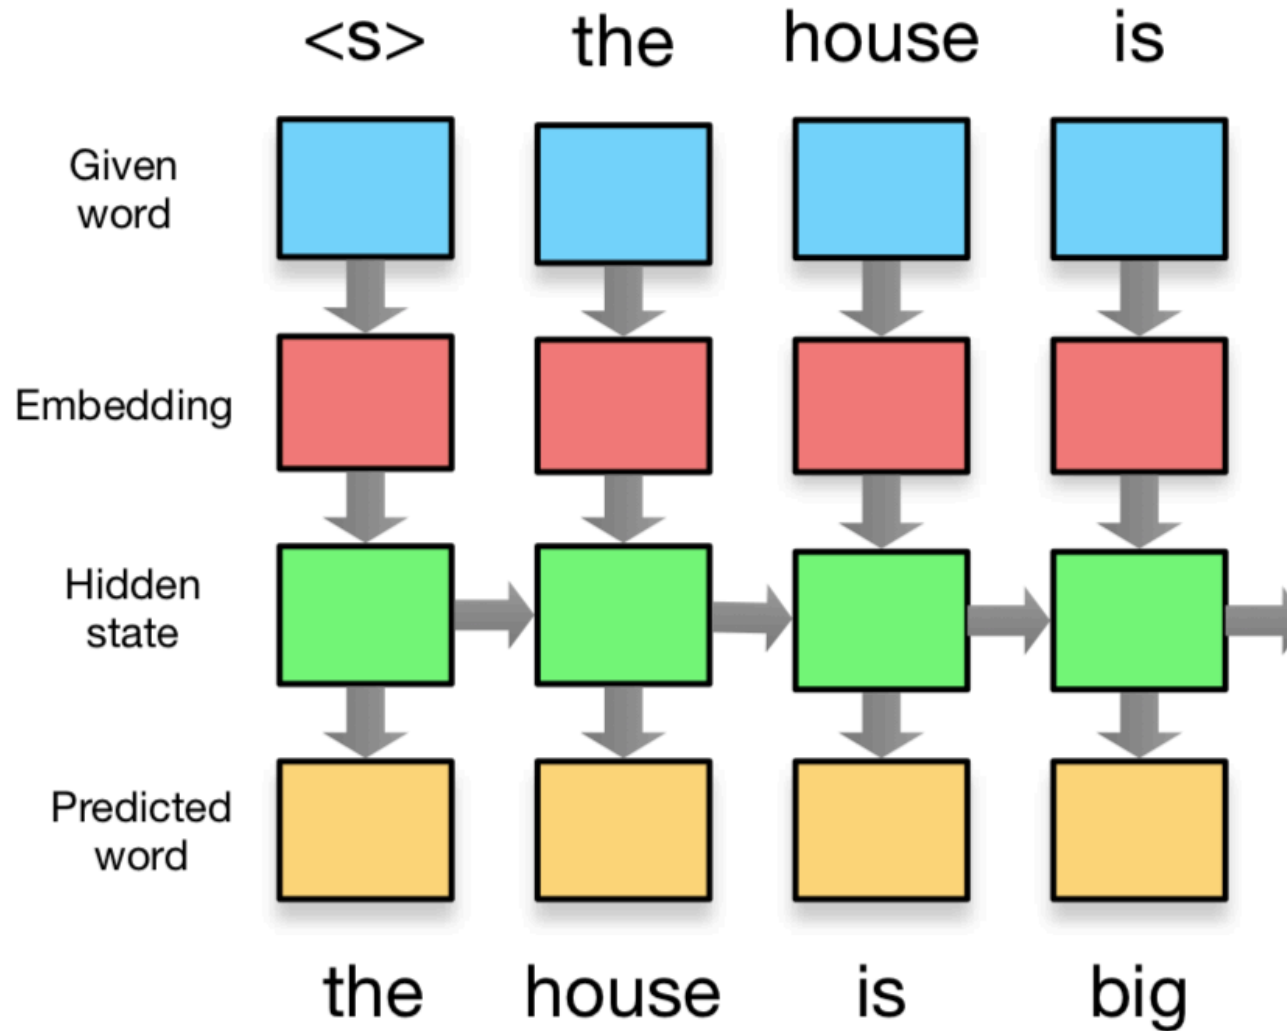 <s> the house is
Given
word
Embedding
Hidden
state
Predicted
word
the house is big